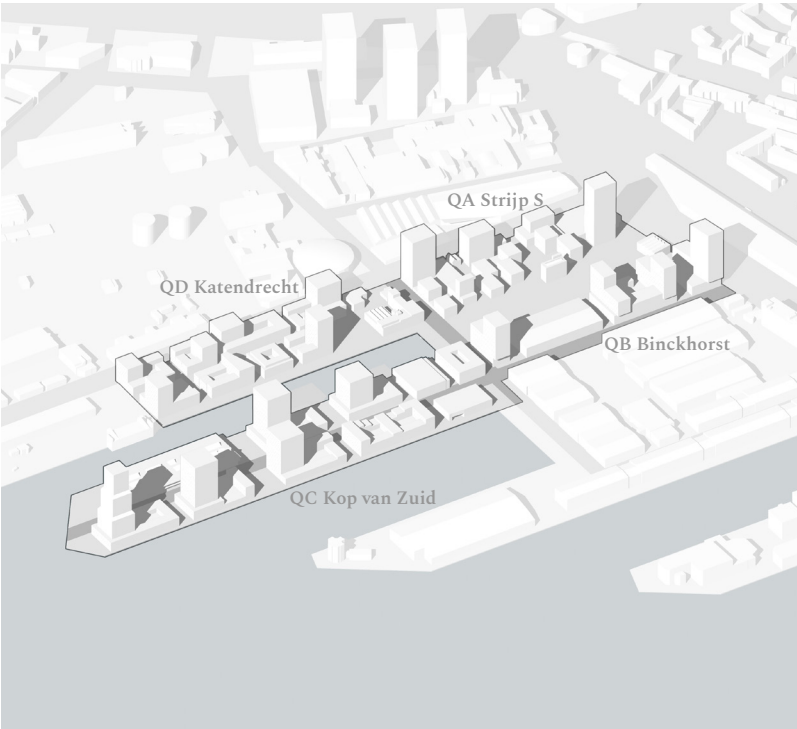 QA Strijp S
QD Katendrecht
QB Binckhorst
QC Kop van Zuid